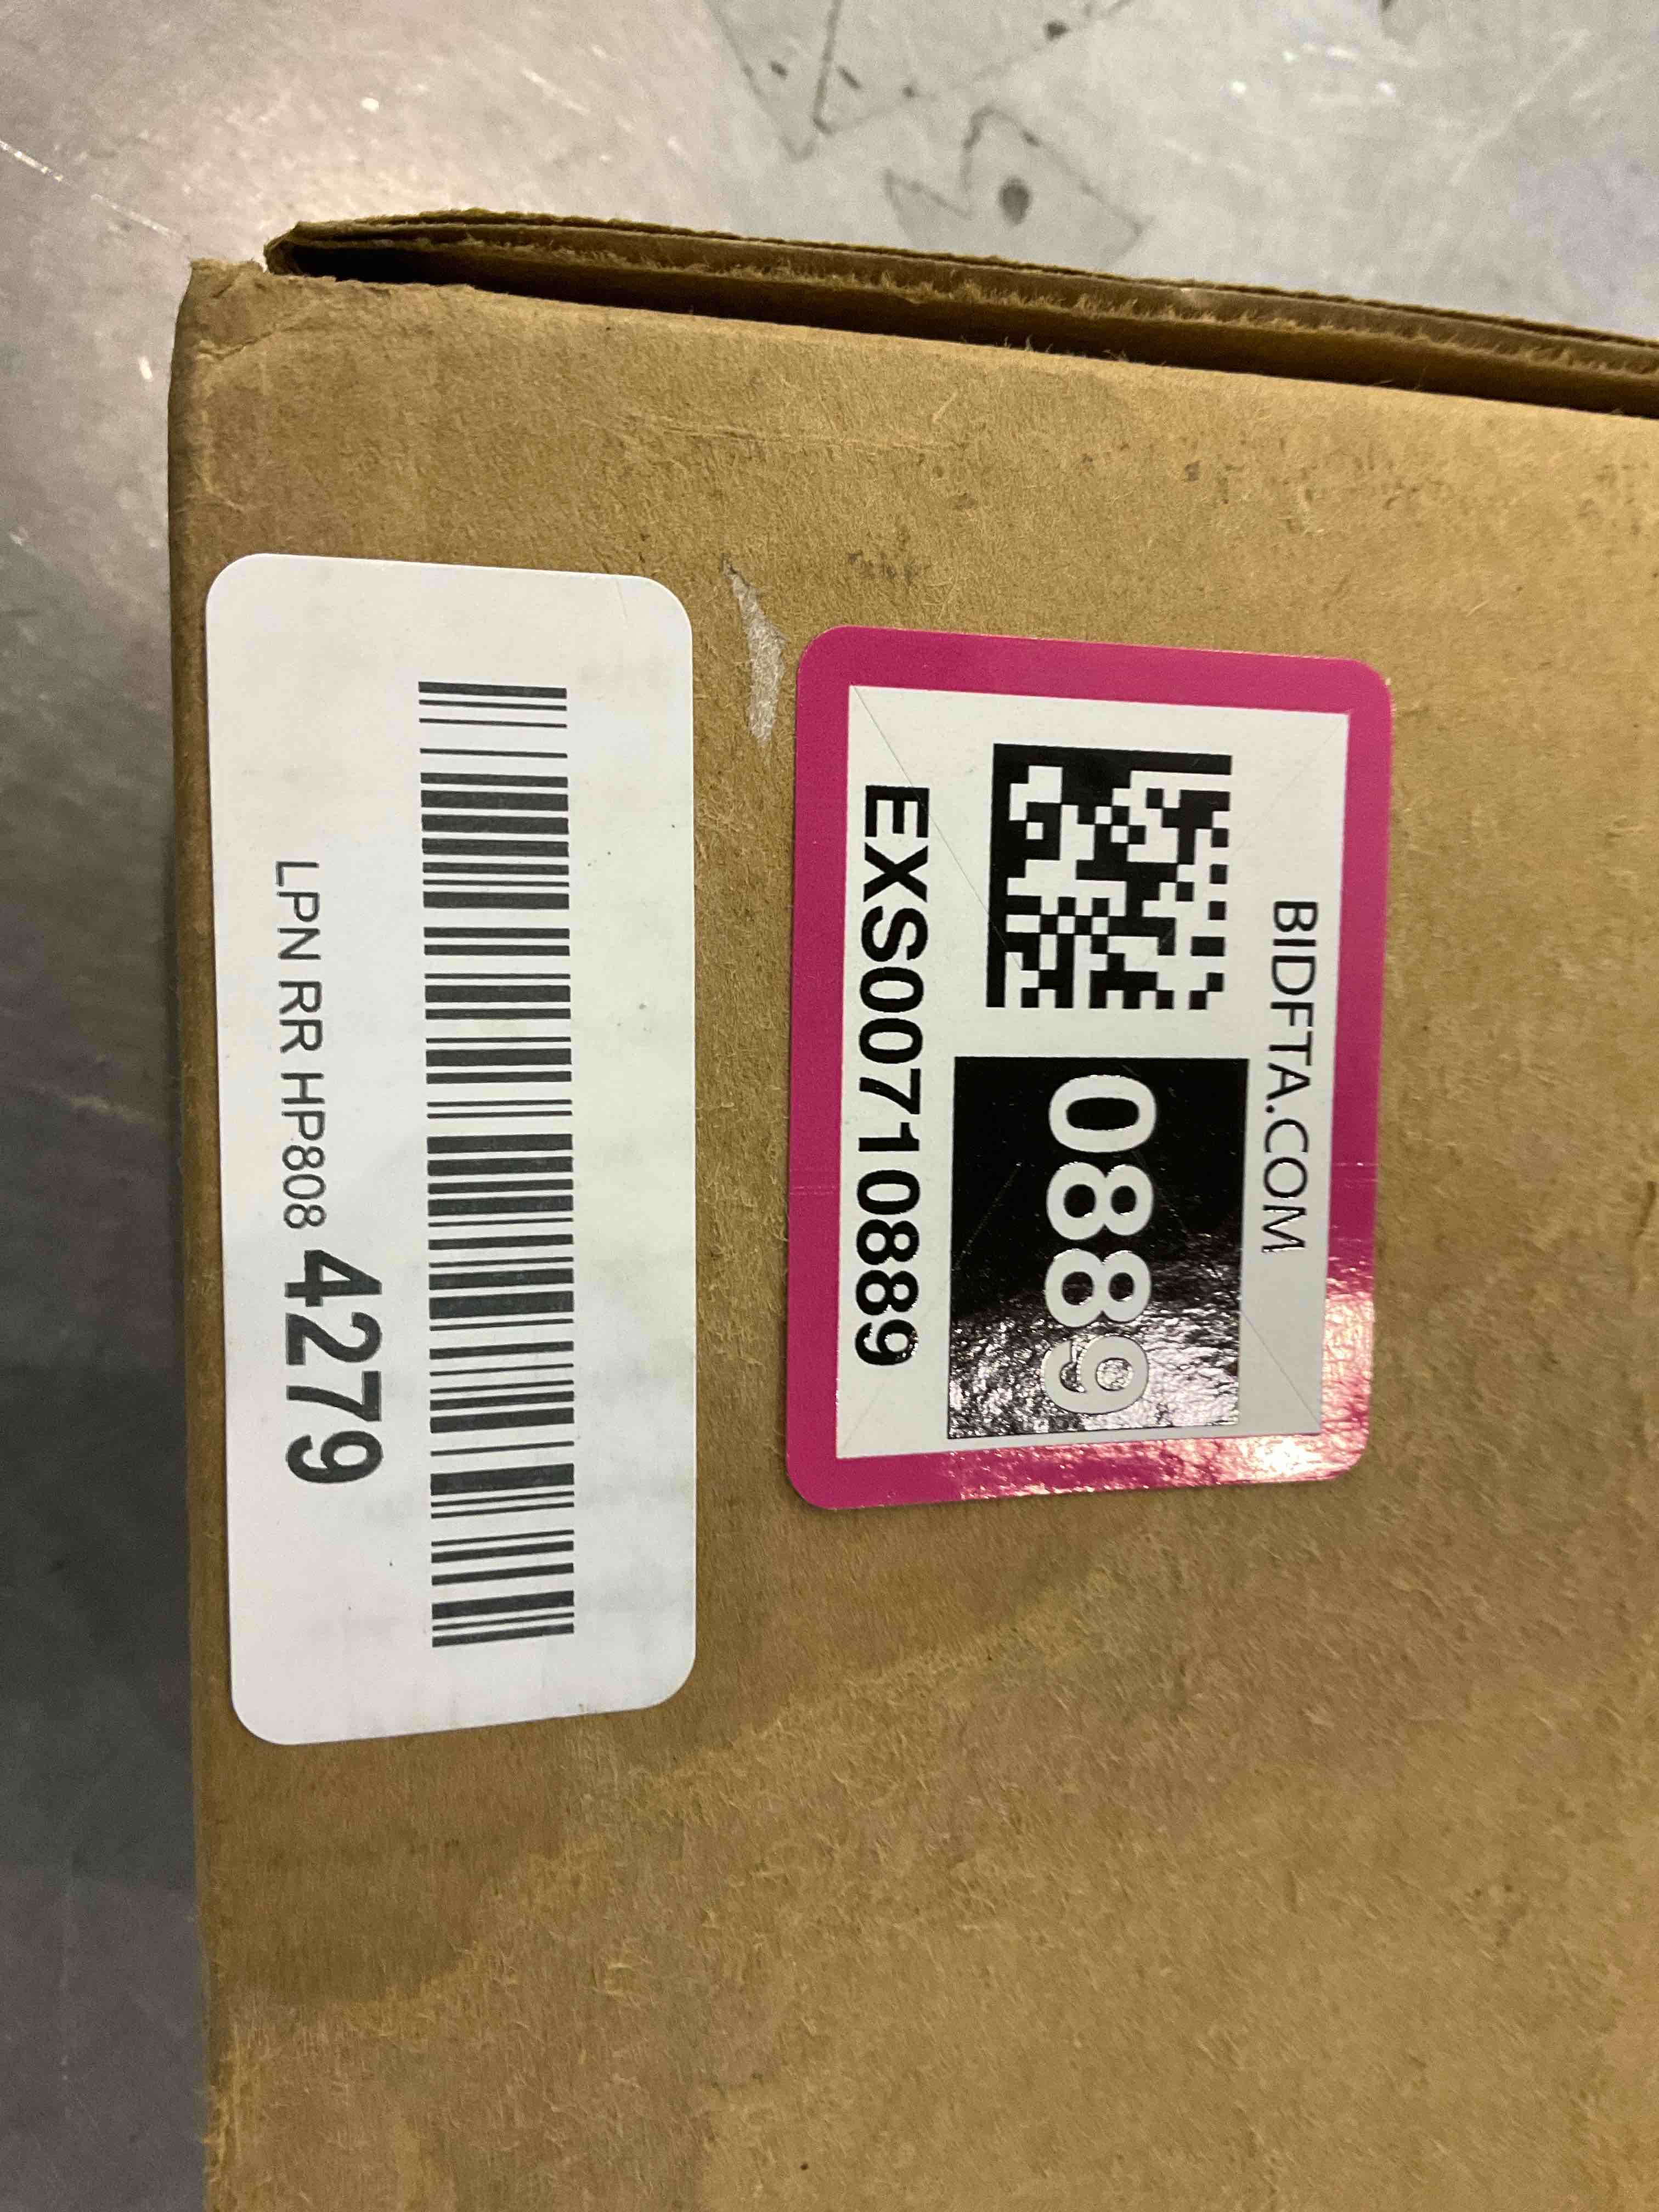 BIDFTA.COM
0889
EXS00710889
LPN RR HP808 4279